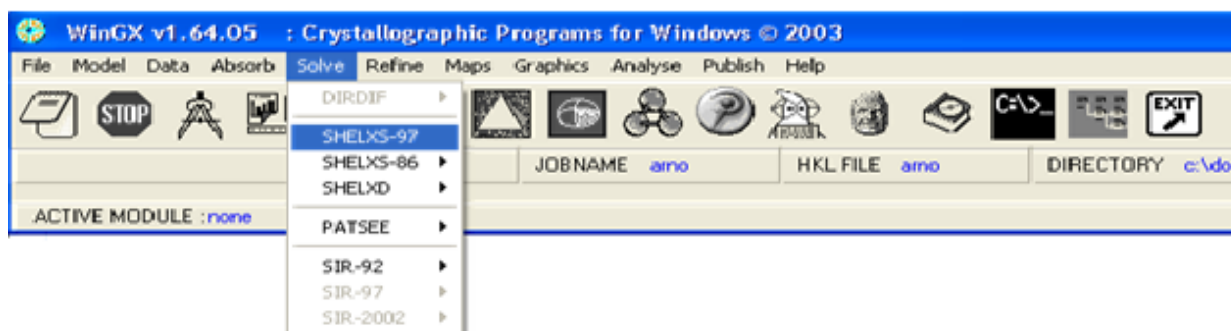 WinGX v1.64.05 : Crystallographic Programs for Windows © 2003
File Model Data Absorb Solve Refine Maps Graphics Analyse Publish Help
STOP C:\>_ EXIT
DIRDIF
SHELXS-97
SHELXS-86
SHELXD
PATSEE
SIR-92
SIR-97
SIR-2002
JOBNAME arno HKL FILE arno DIRECTORY c:\do
ACTIVE MODULE :none